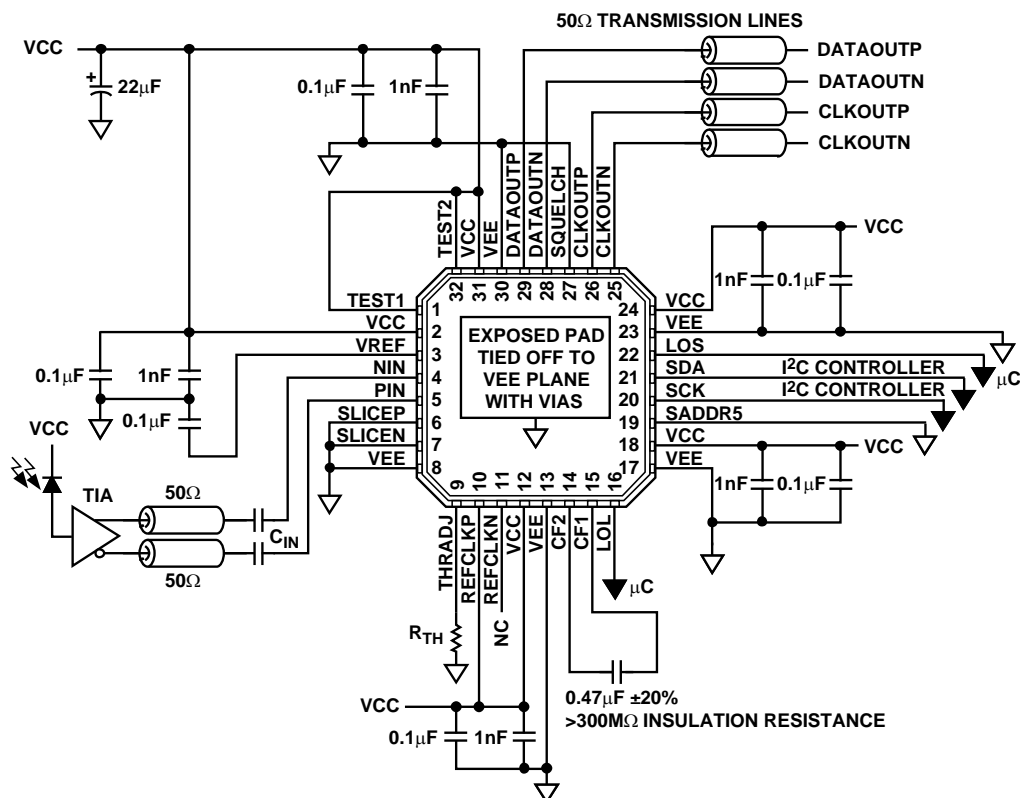 50Ω TRANSMISSION LINES
VCC
DATAOUTP
DATAOUTN
CLKOUTP
CLKOUTN
+
22μF
0.1μF
1nF
TEST2
VCC
VEE
DATAOUTP
DATAOUTN
SQUELCH
CLKOUTP
CLKOUTN
32
31
30
29
28
27
26
25
TEST1
VCC
VREF
NIN
PIN
SLICEP
SLICEN
VEE
1
2
3
4
5
6
7
8
EXPOSED PAD
TIED OFF TO
VEE PLANE
WITH VIAS
24
23
22
21
20
19
18
17
VCC
VEE
LOS
SDA
SCK
SADDR5
VCC
VEE
VCC
1nF
0.1μF
I2C CONTROLLER
I2C CONTROLLER
μC
VCC
1nF
0.1μF
0.1μF
1nF
0.1μF
VCC
TIA
50Ω
CIN
50Ω
9
10
11
12
13
14
15
16
THRADJ
REFCLKP
REFCLKN
VCC
VEE
CF2
CF1
LOL
μC
RTH
NC
VCC
0.1μF
1nF
0.47μF ±20%
>300MΩ INSULATION RESISTANCE